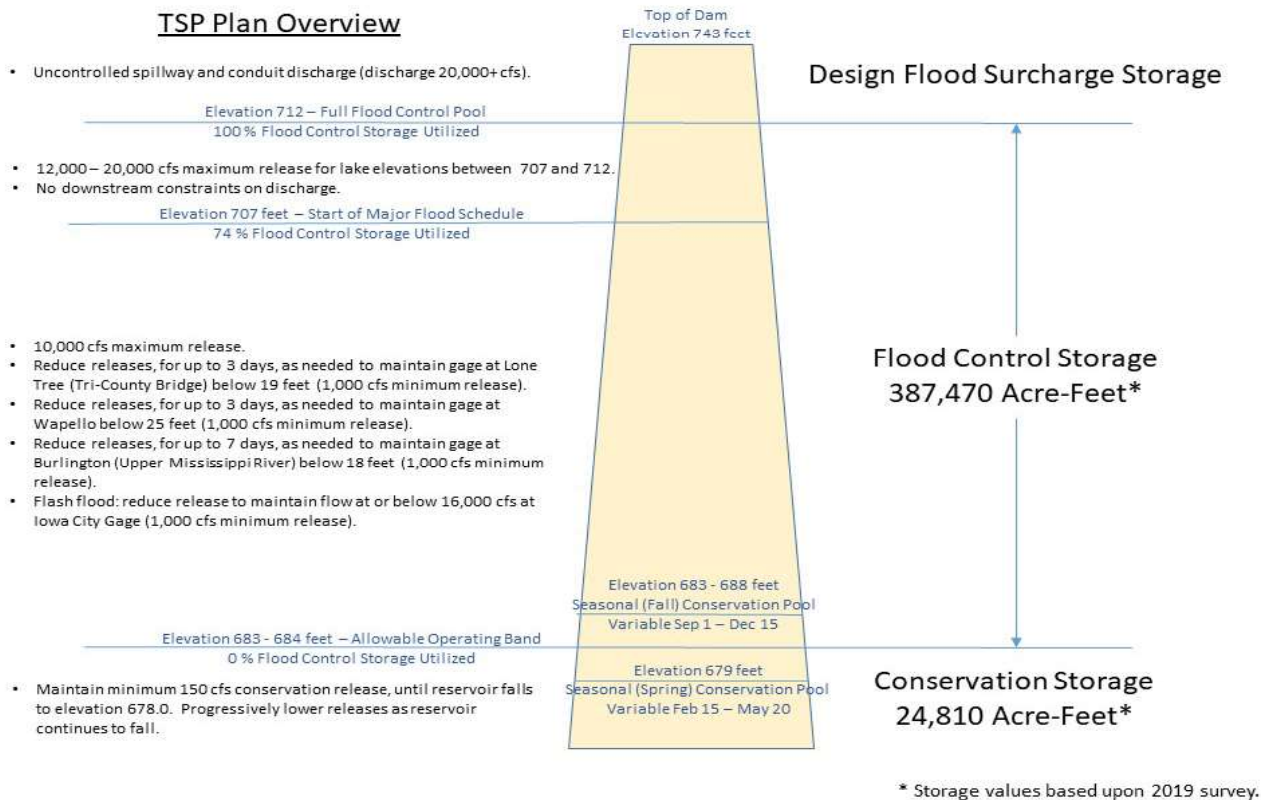 TSP Plan Overview
Top of Dam
Elevation 743 feet
• Uncontrolled spillway and conduit discharge (discharge 20,000+ cfs).
Design Flood Surcharge Storage
Elevation 712 – Full Flood Control Pool
100 % Flood Control Storage Utilized
• 12,000 – 20,000 cfs maximum release for lake elevations between 707 and 712.
• No downstream constraints on discharge.
Elevation 707 feet – Start of Major Flood Schedule
74 % Flood Control Storage Utilized
• 10,000 cfs maximum release.
• Reduce releases, for up to 3 days, as needed to maintain gage at Lone
Tree (Tri-County Bridge) below 19 feet (1,000 cfs minimum release).
• Reduce releases, for up to 3 days, as needed to maintain gage at
Wapello below 25 feet (1,000 cfs minimum release).
• Reduce releases, for up to 7 days, as needed to maintain gage at
Burlington (Upper Mississippi River) below 18 feet (1,000 cfs minimum
release).
• Flash flood: reduce release to maintain flow at or below 16,000 cfs at
Iowa City Gage (1,000 cfs minimum release).
Flood Control Storage
387,470 Acre-Feet*
Elevation 683 - 688 feet
Seasonal (Fall) Conservation Pool
Variable Sep 1 – Dec 15
Elevation 683 - 684 feet – Allowable Operating Band
0 % Flood Control Storage Utilized
Elevation 679 feet
Seasonal (Spring) Conservation Pool
Variable Feb 15 – May 20
• Maintain minimum 150 cfs conservation release, until reservoir falls
to elevation 678.0. Progressively lower releases as reservoir
continues to fall.
Conservation Storage
24,810 Acre-Feet*
* Storage values based upon 2019 survey.